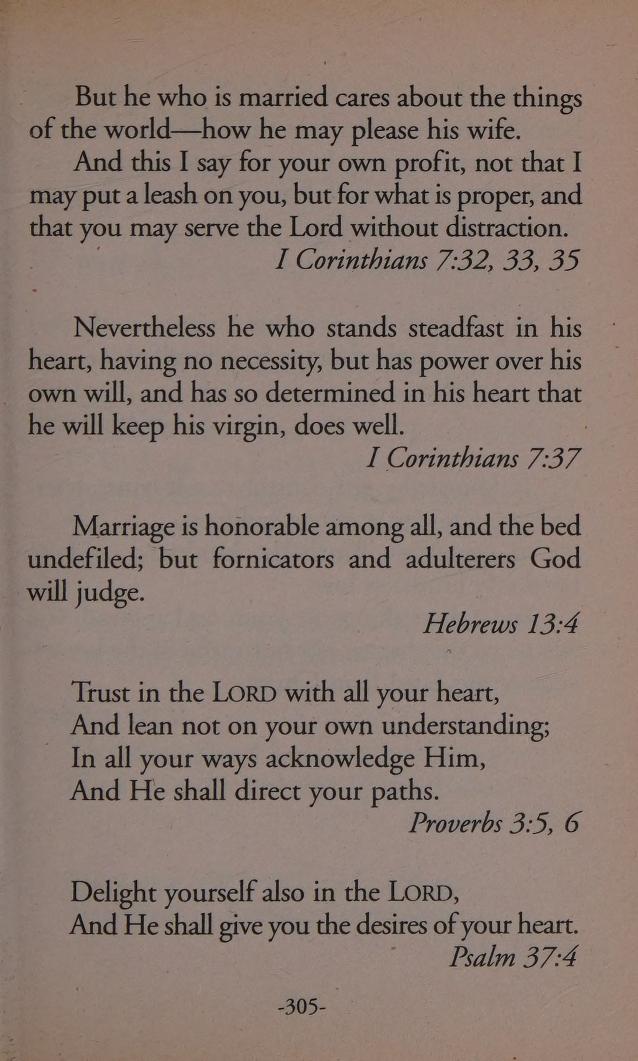 But he who is married cares about the things
of the world—how he may please his wife.
And this I say for your own profit, not that I
may put a leash on you, but for what is proper, and
that you may serve the Lord without distraction.
I Corinthians 7:32, 33, 35
Nevertheless he who stands steadfast in his
heart, having no necessity, but has power over his
own will, and has so determined in his heart that
he will keep his virgin, does well.
I Corinthians 7:37
Marriage is honorable among all, and the bed
undefiled; but fornicators and adulterers God
will judge.
Hebrews 13:4
Trust in the LORD with all your heart,
And lean not on your own understanding;
In all your ways acknowledge Him,
And He shall direct your paths.
Proverbs 3:5, 6
Delight yourself also in the LORD,
And He shall give you the desires of your heart.
Psalm 37:4
-305-